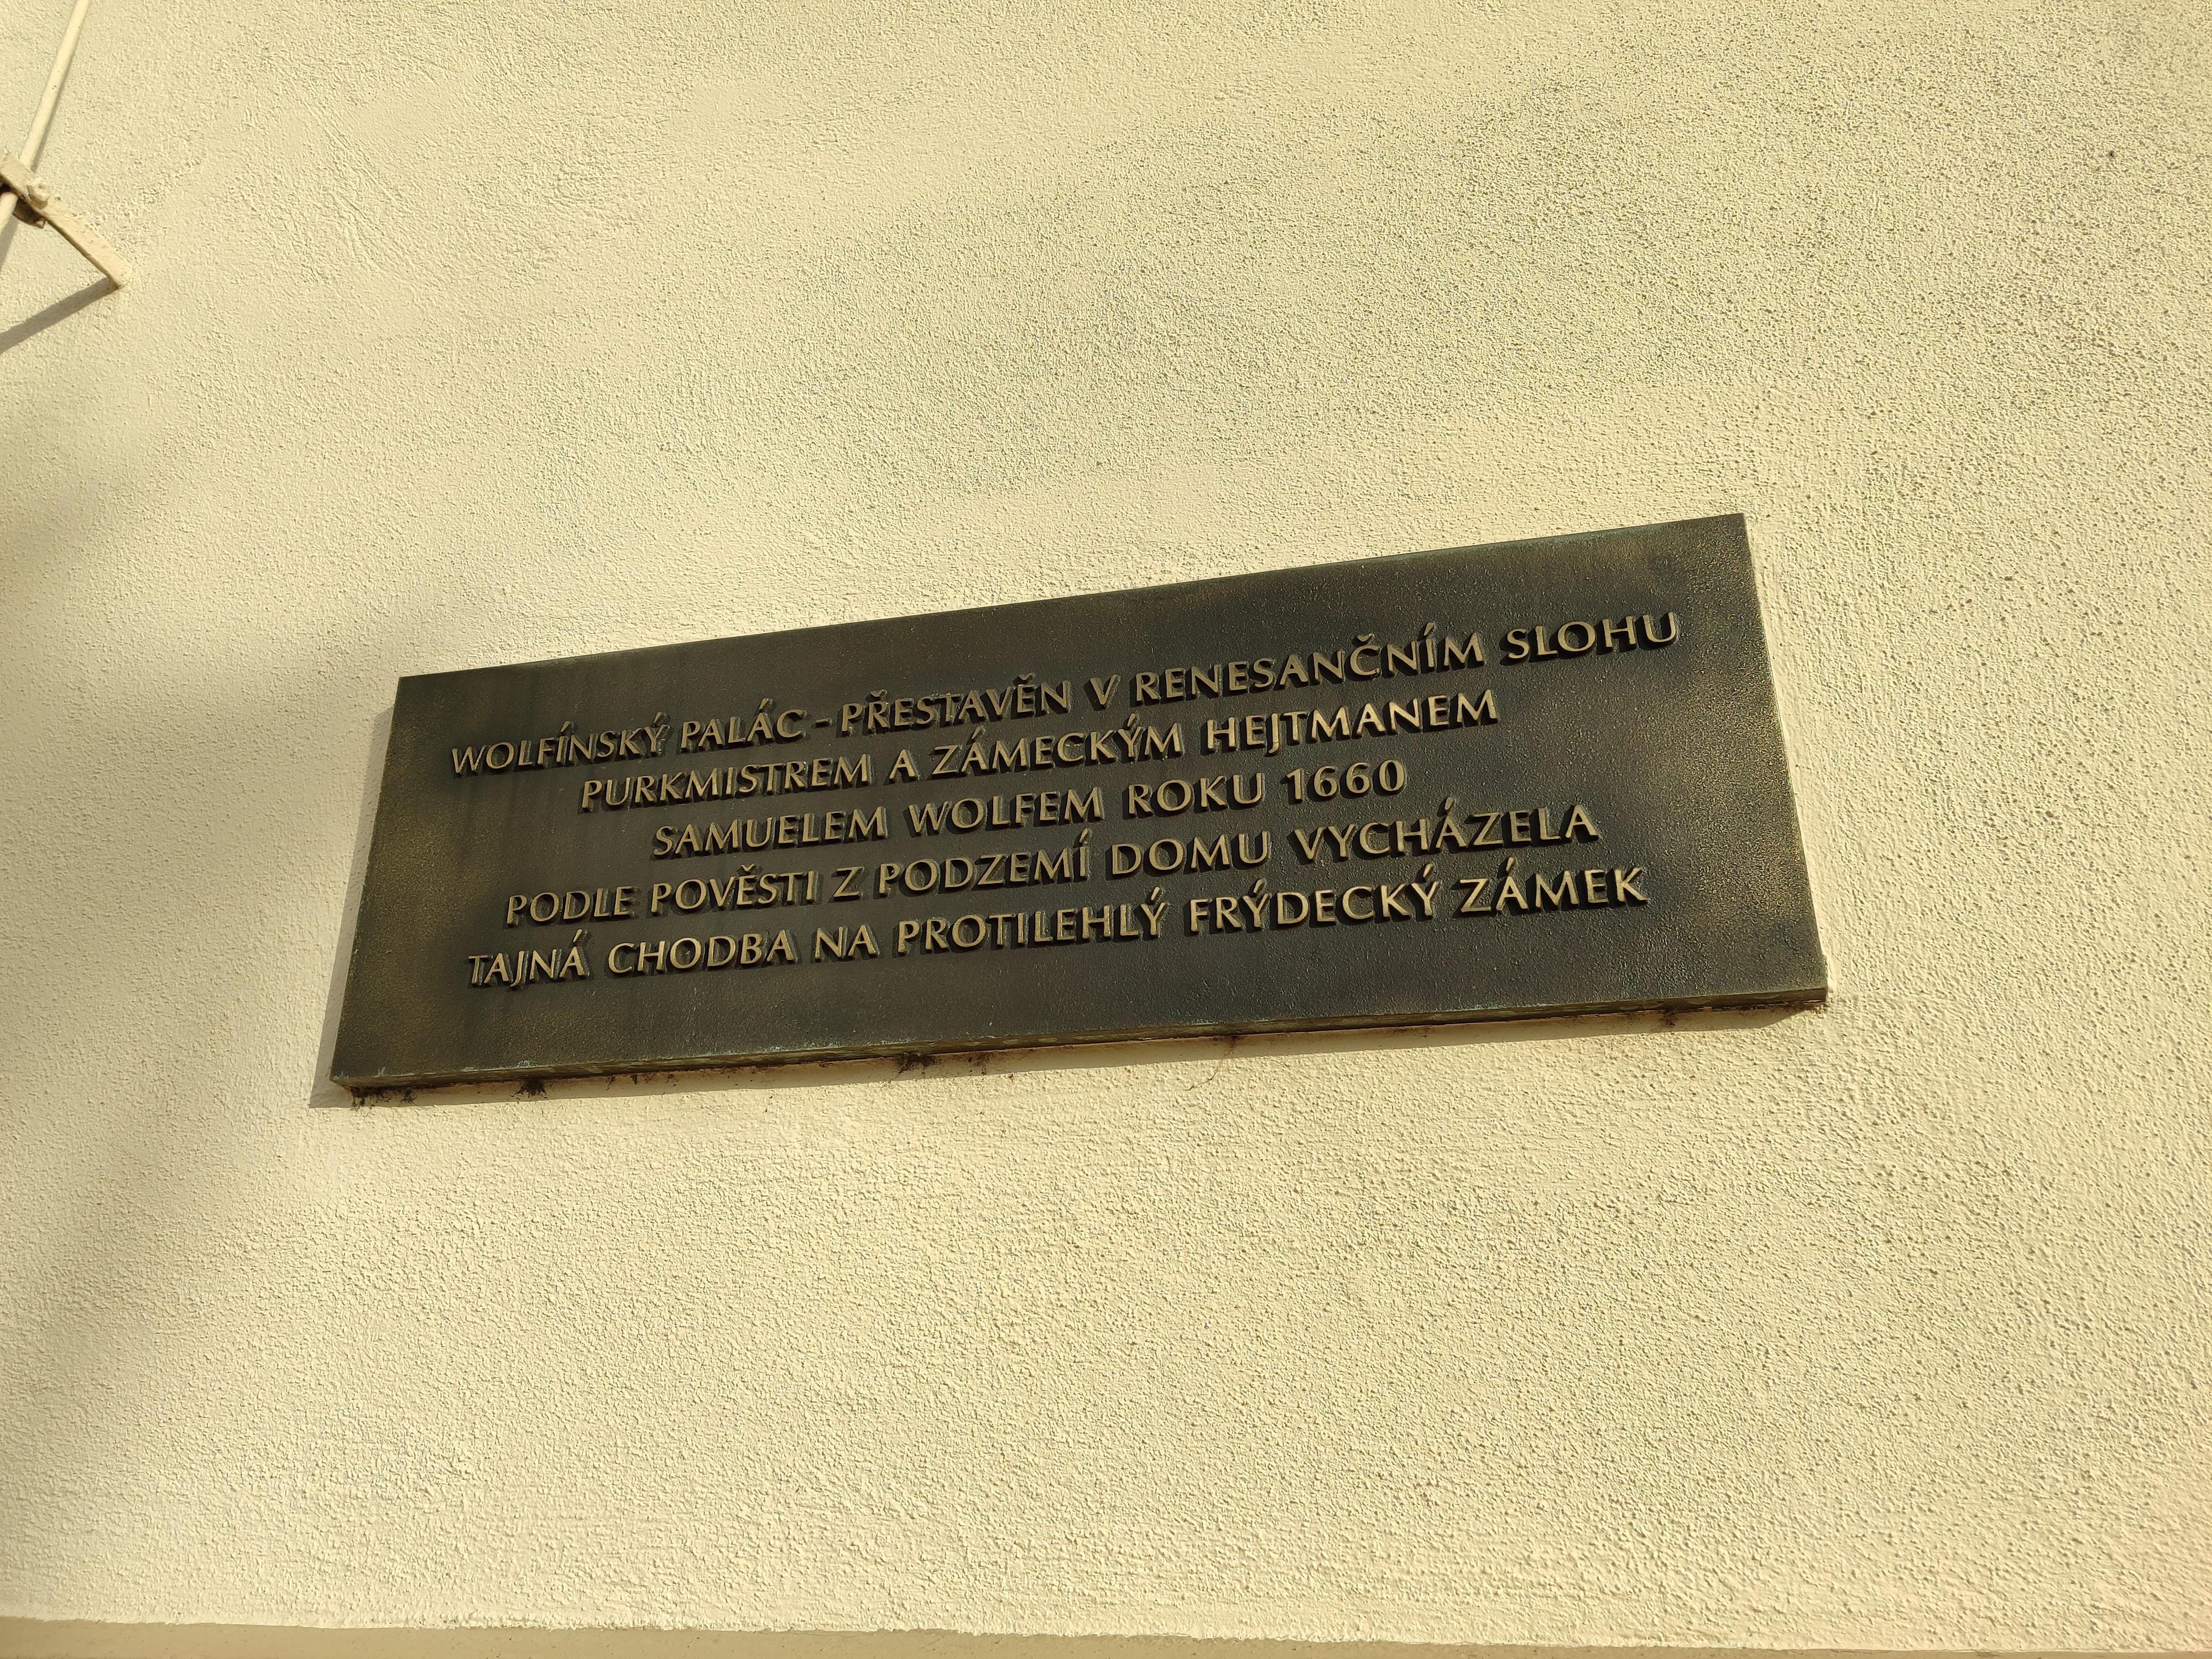 WOLFÍNSKÝ PALÁC - PŘESTAVĚN V RENESANČNÍM SLOHU
PURKMISTREM A ZÁMECKÝM HEJTMANEM
SAMUELEM WOLFEM ROKU 1660
PODLE POVĚSTI Z PODZEMÍ DOMU VYCHÁZELA
TAJNÁ CHODBA NA PROTILEHLÝ FRÝDECKÝ ZÁMEK